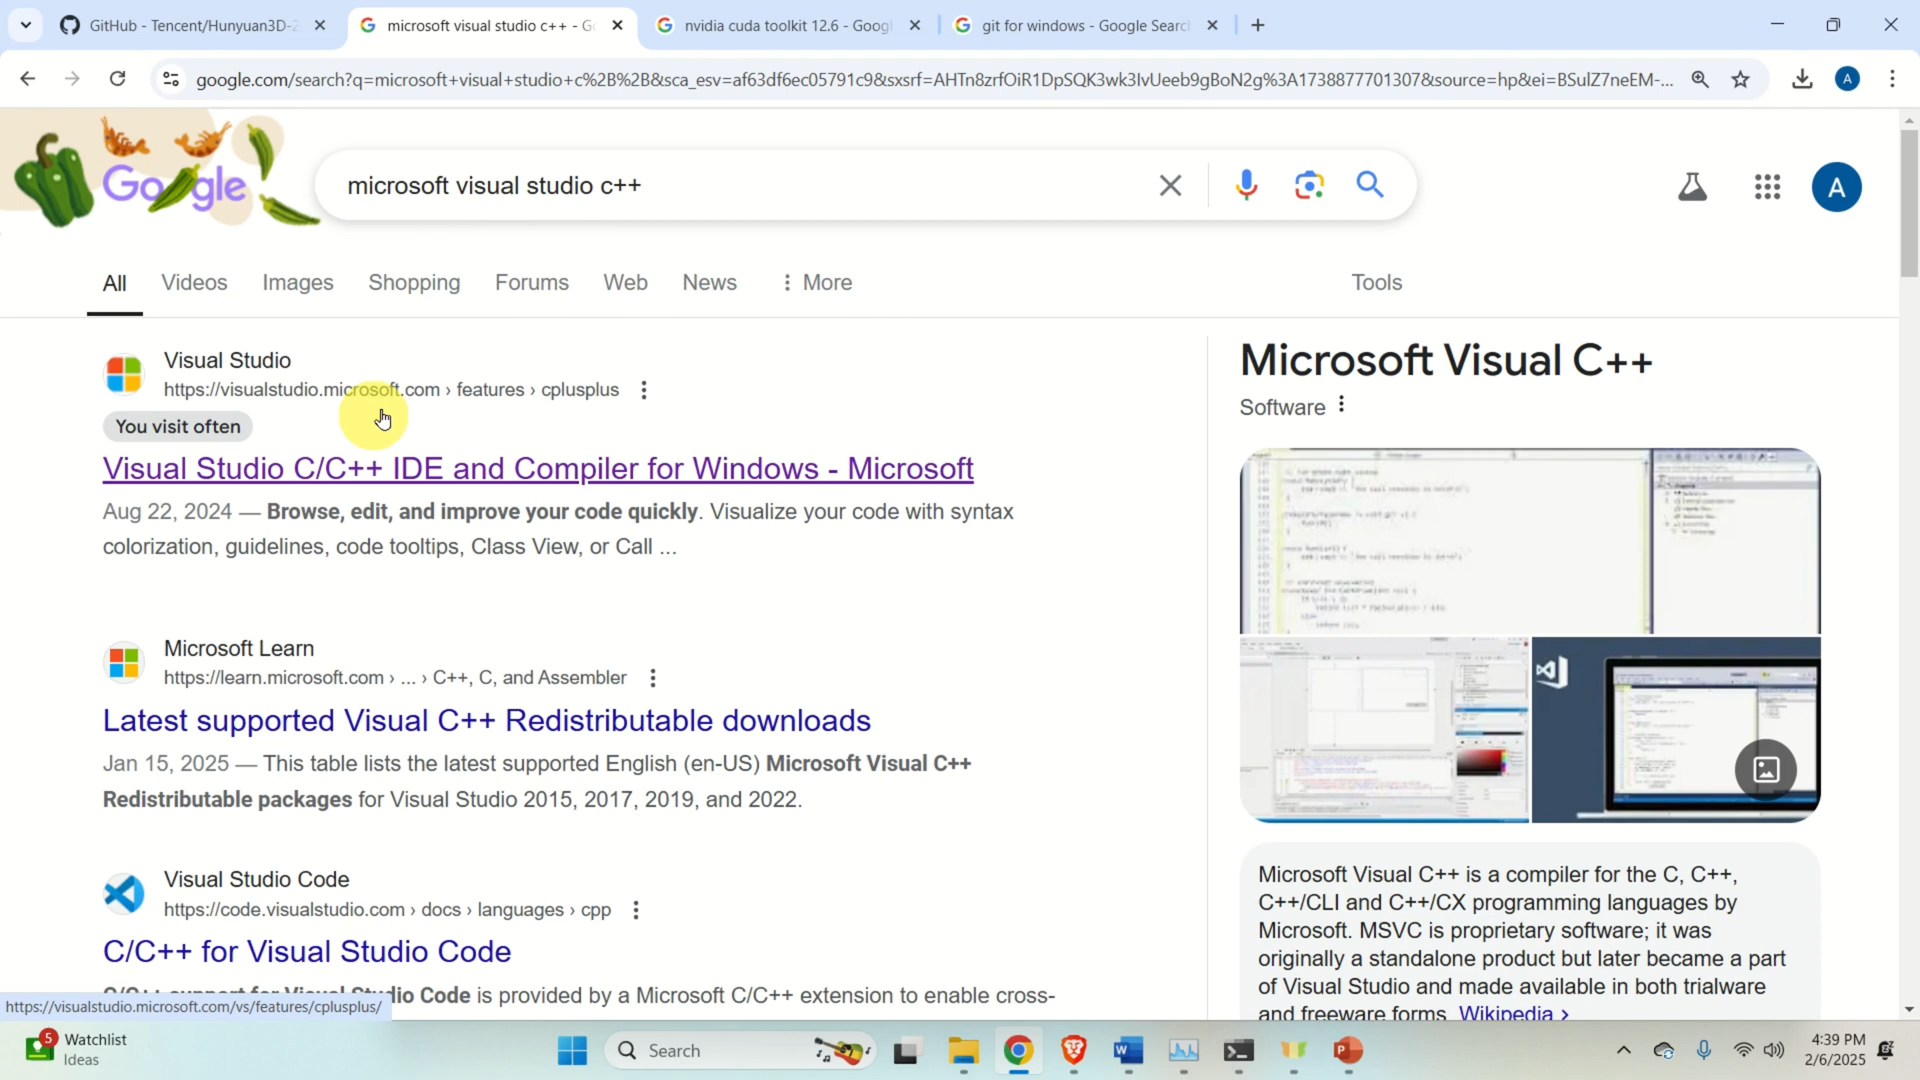 GitHub - Tencent/Hunyuan3D-2
microsoft visual studio c++ - G
nvidia cuda toolkit 12.6 - Goog
git for windows - Google Search
google.com/search?q=microsoft+visual+studio+c%2B%2B&sca_esv=af63df6ec05791c9&sxsrf=AHTn8zrfOiR1DpSQK3wk3IvUeeb9gBoN2g%3A1738877701307&source=hp&ei=BSulZ7neEM-...
A
Google
microsoft visual studio c++
A
All
Videos
Images
Shopping
Forums
Web
News
More
Tools
Visual Studio
https://visualstudio.microsoft.com › features › cplusplus
You visit often
Visual Studio C/C++ IDE and Compiler for Windows - Microsoft
Aug 22, 2024 — Browse, edit, and improve your code quickly. Visualize your code with syntax
colorization, guidelines, code tooltips, Class View, or Call ...
Microsoft Learn
https://learn.microsoft.com › ... › C++, C, and Assembler
Latest supported Visual C++ Redistributable downloads
Jan 15, 2025 — This table lists the latest supported English (en-US) Microsoft Visual C++
Redistributable packages for Visual Studio 2015, 2017, 2019, and 2022.
Visual Studio Code
https://code.visualstudio.com › docs › languages › cpp
C/C++ for Visual Studio Code
C/C++ support for Visual Studio Code is provided by a Microsoft C/C++ extension to enable cross-
Microsoft Visual C++
Software
Microsoft Visual C++ is a compiler for the C, C++,
C++/CLI and C++/CX programming languages by
Microsoft. MSVC is proprietary software; it was
originally a standalone product but later became a part
of Visual Studio and made available in both trialware
and freeware forms. Wikipedia >
https://visualstudio.microsoft.com/vs/features/cplusplus/
5
Watchlist
Ideas
Search
4:39 PM
2/6/2025